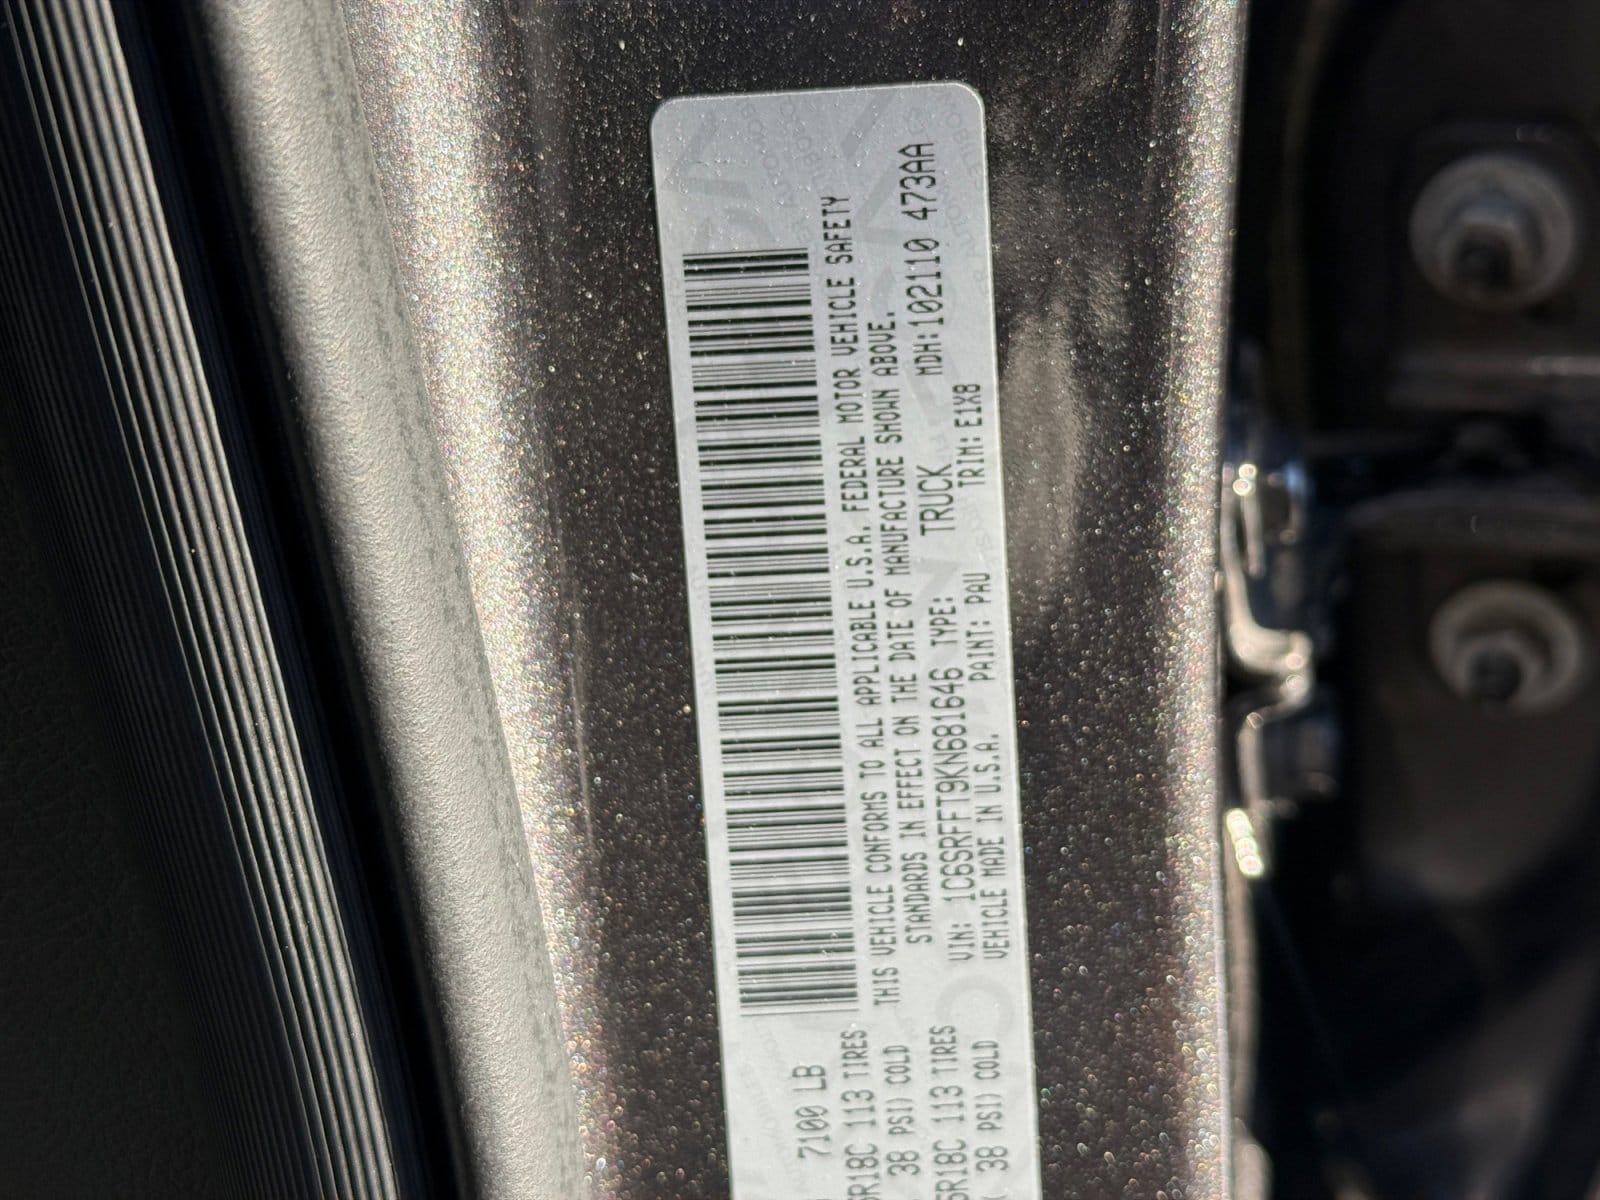 7100 LB
5R18C 113 TIRES
38 PSI) COLD
5R18C 113 TIRES
38 PSI) COLD
THIS VEHICLE CONFORMS TO ALL APPLICABLE U.S.A. FEDERAL MOTOR VEHICLE SAFETY
STANDARDS IN EFFECT ON THE DATE OF MANUFACTURE SHOWN ABOVE.
VIN: 1C6SRFFT9KN681646 TYPE: TRUCK MDH:102110 473AA
VEHICLE MADE IN U.S.A. PAINT: PAU TRIM: E1X8